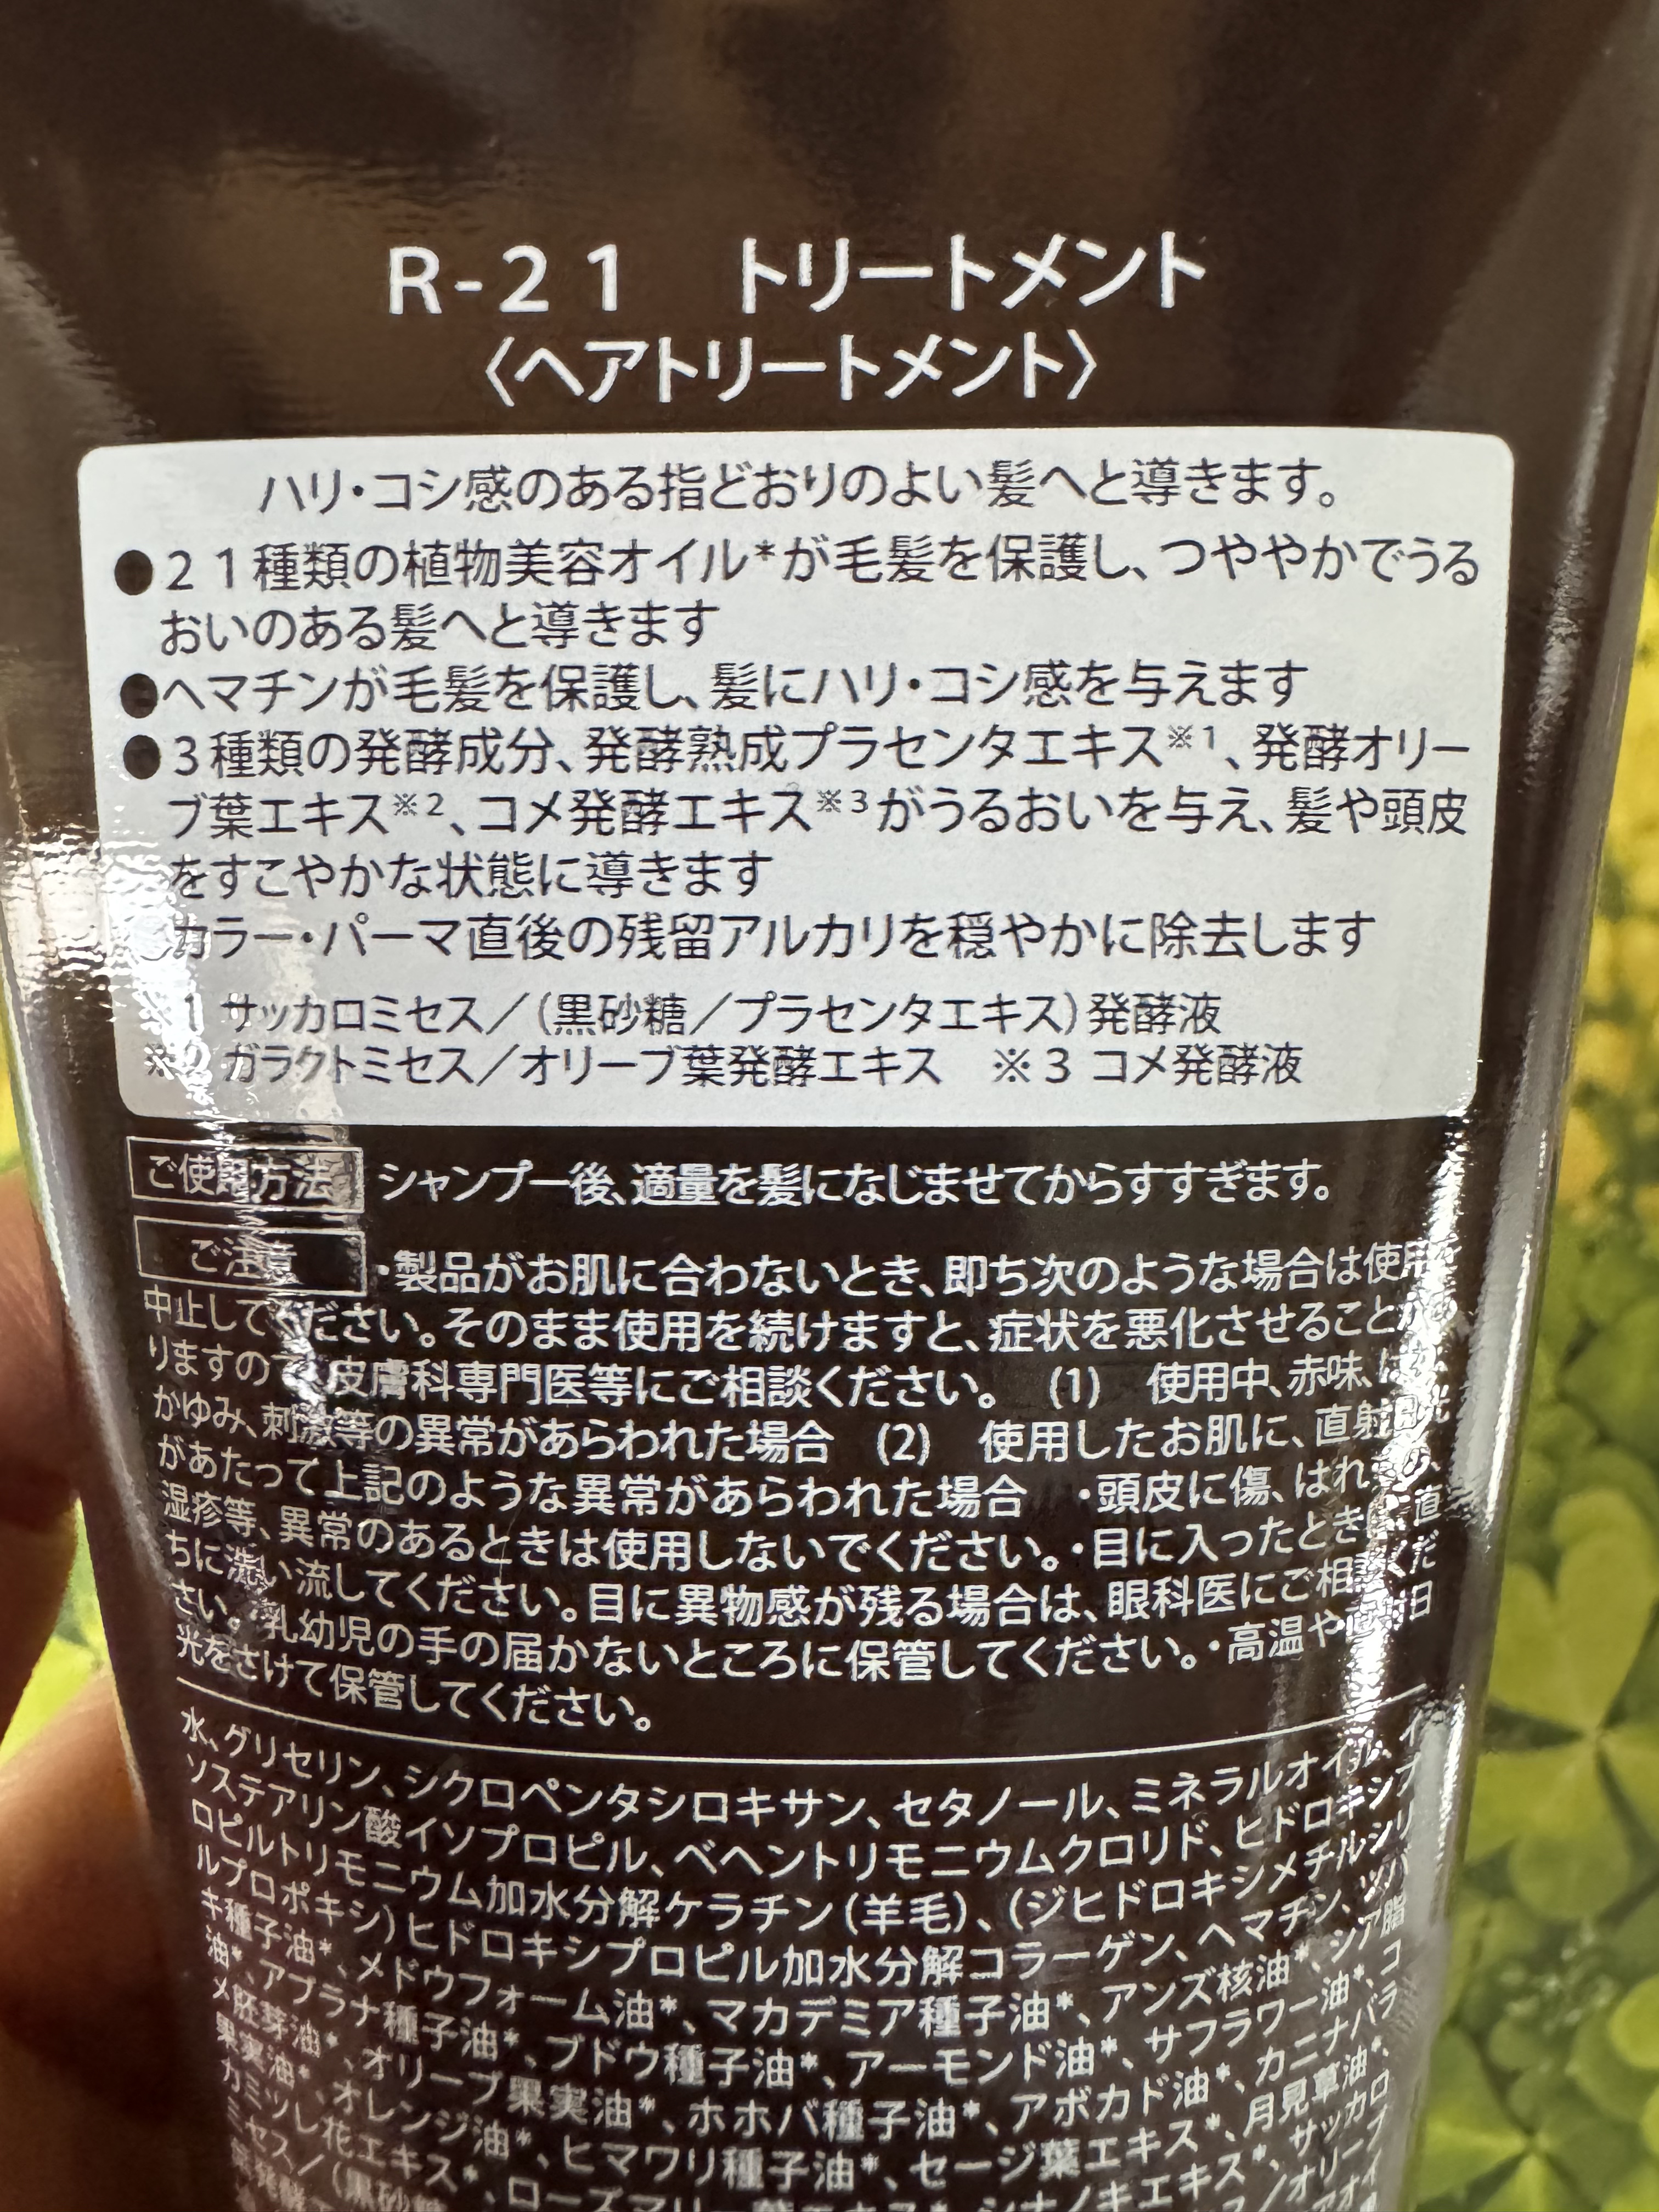 R-21 トリートメント
〈ヘアトリートメント〉
ハリ・コシ感のある指どおりのよい髪へと導きます。
●21種類の植物美容オイル*が毛髪を保護し、つややかでうる
おいのある髪へと導きます
●ヘマチンが毛髪を保護し、髪にハリ・コシ感を与えます
●3種類の発酵成分、発酵熟成プラセンタエキス※1、発酵オリー
ブ葉エキス※2、コメ発酵エキス※3がうるおいを与え、髪や頭皮
をすこやかな状態に導きます
●カラー・パーマ直後の残留アルカリを穏やかに除去します
※1 サッカロミセス／(黒砂糖／プラセンタエキス)発酵液
※2 ガラクトミセス／オリーブ葉発酵エキス ※3 コメ発酵液
ご使用方法 シャンプー後、適量を髪になじませてからすすぎます。
ご注意 ・製品がお肌に合わないとき、即ち次のような場合は使用を
中止してください。そのまま使用を続けますと、症状を悪化させることがあ
りますので、皮膚科専門医等にご相談ください。 (1) 使用中、赤味、はれ、
かゆみ、刺激等の異常があらわれた場合 (2) 使用したお肌に、直射日光
があたって上記のような異常があらわれた場合 ・頭皮に傷、はれもの、
湿疹等、異常のあるときは使用しないでください。・目に入ったときは、直
ちに洗い流してください。目に異物感が残る場合は、眼科医にご相談くだ
さい。・乳幼児の手の届かないところに保管してください。・高温や直射日
光をさけて保管してください。
水、グリセリン、シクロペンタシロキサン、セタノール、ミネラルオイル、イ
ソステアリン酸イソプロピル、ベヘントリモニウムクロリド、ヒドロキシプ
ロピルトリモニウム加水分解ケラチン(羊毛)、(ジヒドロキシメチルシリ
ルプロポキシ)ヒドロキシプロピル加水分解コラーゲン、ヘマチン、ツバ
キ種子油*、メドウフォーム油*、マカデミア種子油*、アンズ核油*、シア脂
油*、アブラナ種子油*、ブドウ種子油*、アーモンド油*、サフラワー油*、コ
メ胚芽油*、オリーブ果実油*、ホホバ種子油*、アボカド油*、カニナバラ
果実油*、オレンジ油*、ヒマワリ種子油*、セージ葉エキス*、月見草油*、
カミツレ花エキス*、ローズマリー葉エキス*、シナノキエキス*、サッカロ
ミセス／(黒砂糖